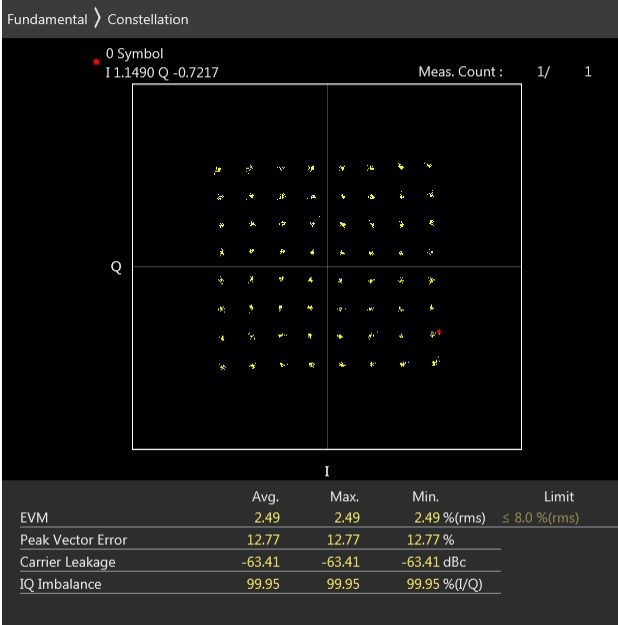 Fundamental 〉 Constellation
0 Symbol
I 1.1490 Q -0.7217
Meas. Count : 1/ 1
Q
I
Avg. Max. Min. Limit
EVM 2.49 2.49 2.49 %(rms) ≤ 8.0 %(rms)
Peak Vector Error 12.77 12.77 12.77 %
Carrier Leakage -63.41 -63.41 -63.41 dBc
IQ Imbalance 99.95 99.95 99.95 %(I/Q)